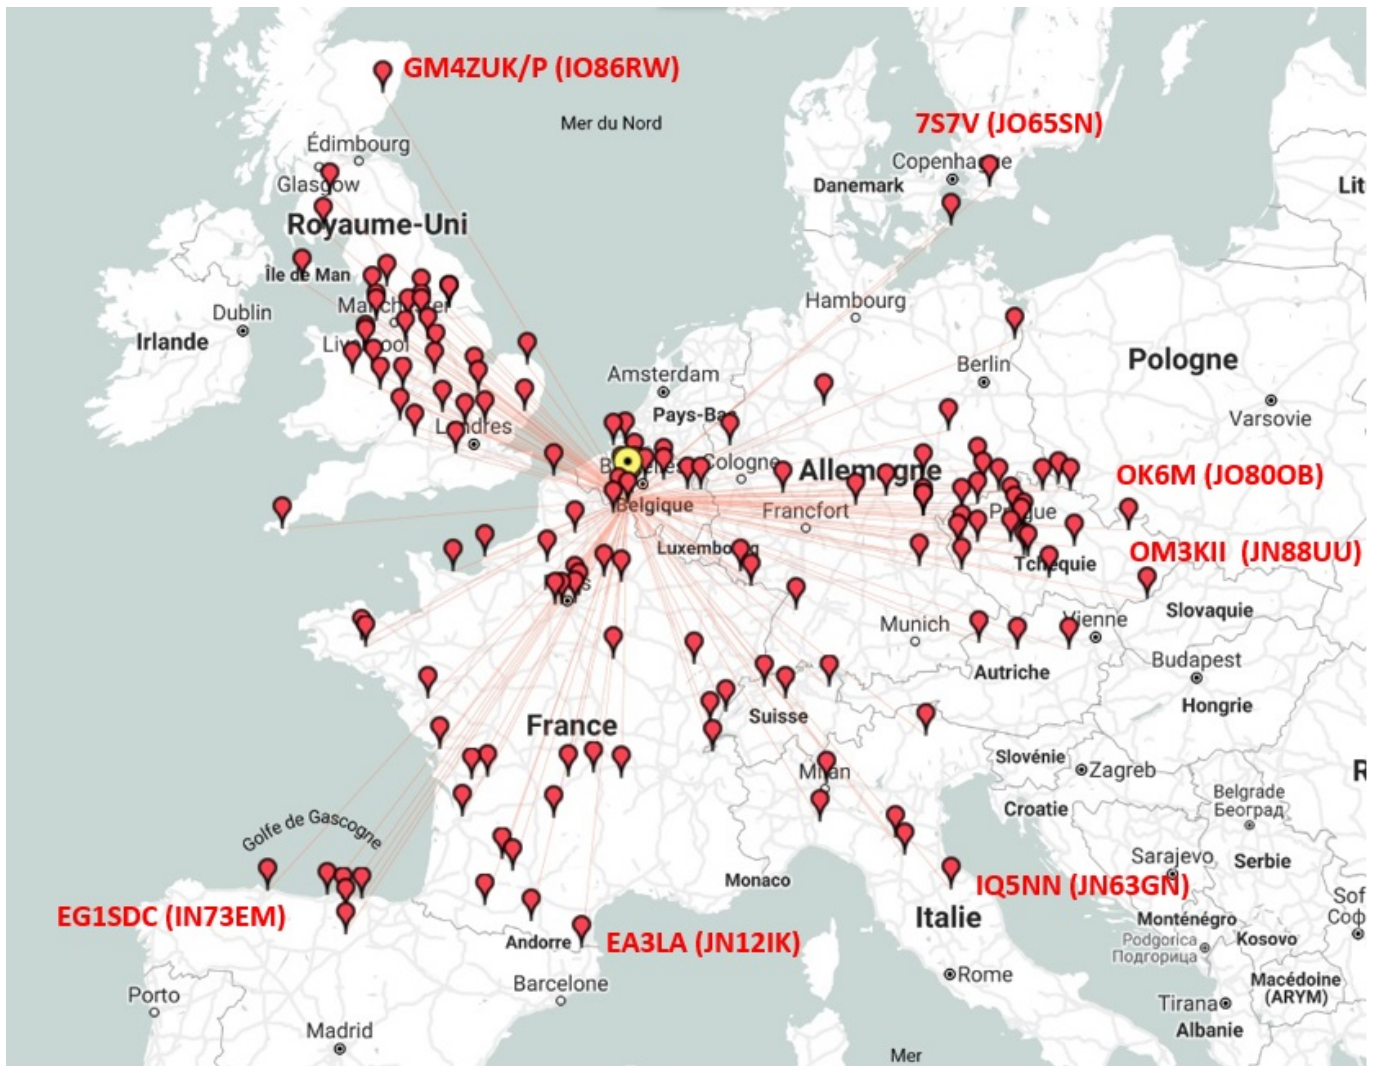 GM4ZUK/P (IO86RW)
Mer du Nord
7S7V (JO65SN)
Édimbourg
Copenhague
Glasgow
Danemark
Lit
Royaume-Uni
Île de Man
Hambourg
Manchester
Dublin
Irlande
Liverpool
Pologne
Berlin
Amsterdam
Pays-Bas
Varsovie
Londres
Cologne
Allemagne
OK6M (JO80OB)
Belgique
Francfort
Prague
Luxembourg
OM3KII (JN88UU)
Tchéquie
Paris
Slovaquie
Munich
Vienne
Budapest
Autriche
Hongrie
Suisse
France
Slovénie
Milan
Zagreb
R
Belgrade
Београд
Croatie
Golfe de Gascogne
Sarajevo
Serbie
Monaco
IQ5NN (JN63GN)
Sof
Соф
EG1SDC (IN73EM)
Italie
Monténégro
Andorre
EA3LA (JN12IK)
Podgorica
Подгорица
Kosovo
Barcelone
Rome
Macédoine
(ARYM)
Porto
Tirana
Madrid
Albanie
Mer